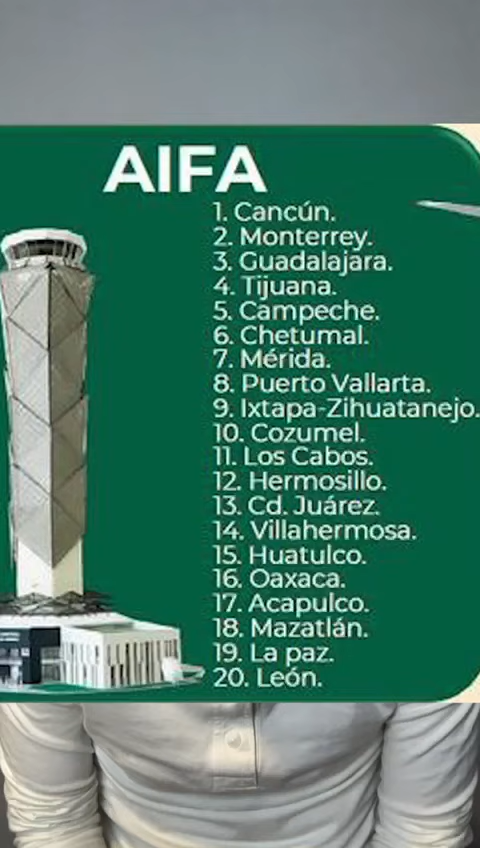 AIFA
1. Cancún.
2. Monterrey.
3. Guadalajara.
4. Tijuana.
5. Campeche.
6. Chetumal.
7. Mérida.
8. Puerto Vallarta.
9. Ixtapa-Zihuatanejo.
10. Cozumel.
11. Los Cabos.
12. Hermosillo.
13. Cd. Juárez.
14. Villahermosa.
15. Huatulco.
16. Oaxaca.
17. Acapulco.
18. Mazatlán.
19. La paz.
20. León.